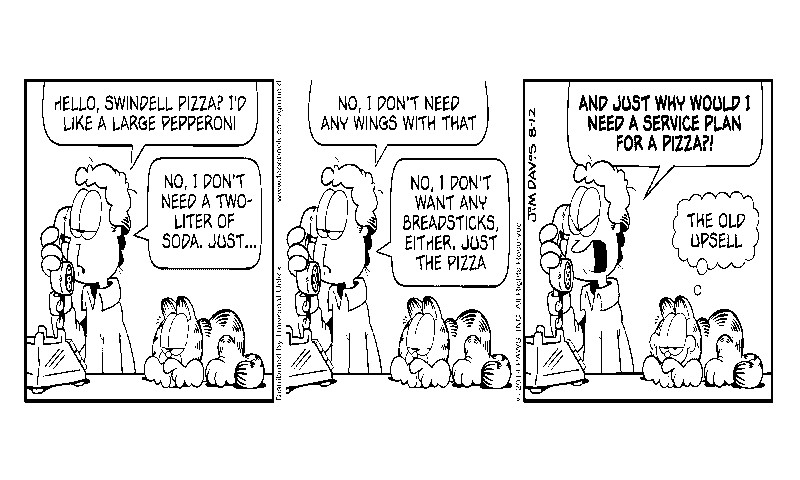 HELLO, SWINDELL PIZZA? I'D
LIKE A LARGE PEPPERONI
NO, I DON'T
NEED A TWO-
LITER OF
SODA. JUST...
NO, I DON'T NEED
ANY WINGS WITH THAT
NO, I DON'T
WANT ANY
BREADSTICKS,
EITHER. JUST
THE PIZZA
JIM DAVIS 8-12
AND JUST WHY WOULD I
NEED A SERVICE PLAN
FOR A PIZZA?!
THE OLD
UPSELL